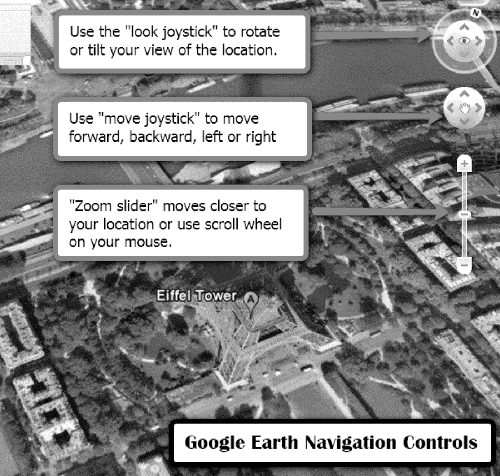 Use the "look joystick" to rotate
or tilt your view of the location.
N
Use "move joystick" to move
forward, backward, left or right
"Zoom slider" moves closer to
your location or use scroll wheel
on your mouse.
Eiffel Tower
A
Google Earth Navigation Controls